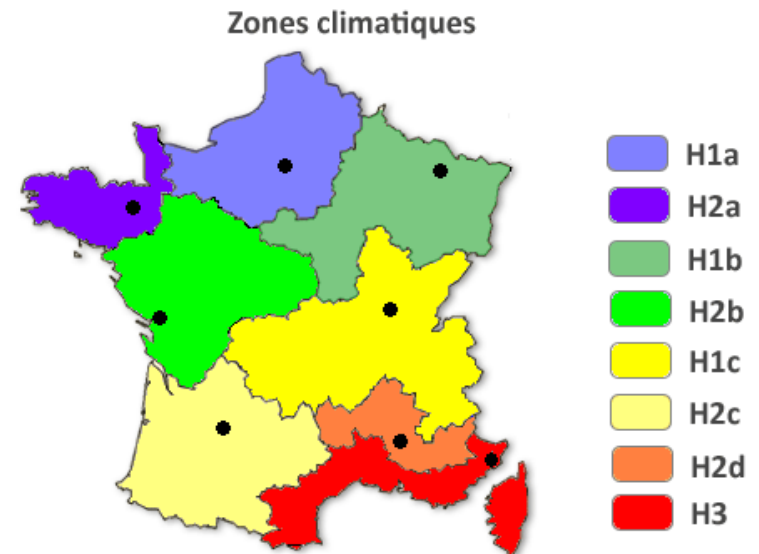 Zones climatiques
H1a
H2a
H1b
H2b
H1c
H2c
H2d
H3